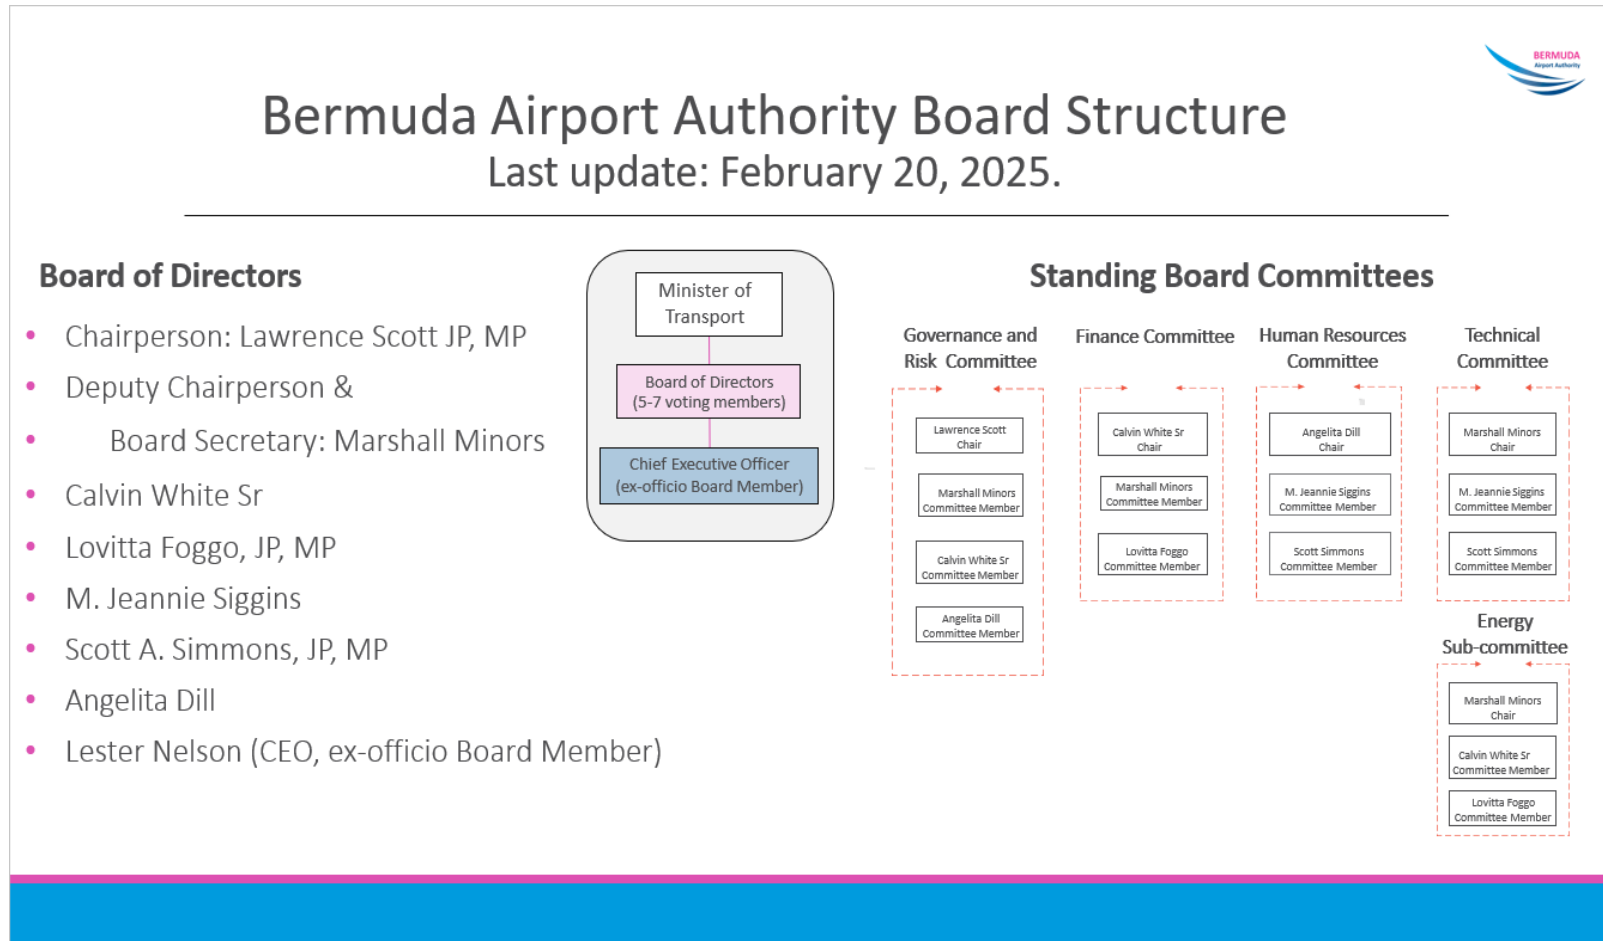 BERMUDA
Airport Authority
Bermuda Airport Authority Board Structure
Last update: February 20, 2025.
Board of Directors
• Chairperson: Lawrence Scott JP, MP
• Deputy Chairperson &
• Board Secretary: Marshall Minors
• Calvin White Sr
• Lovitta Foggo, JP, MP
• M. Jeannie Siggins
• Scott A. Simmons, JP, MP
• Angelita Dill
• Lester Nelson (CEO, ex-officio Board Member)
Minister of
Transport
Board of Directors
(5-7 voting members)
Chief Executive Officer
(ex-officio Board Member)
Standing Board Committees
Governance and
Risk Committee
Lawrence Scott
Chair
Marshall Minors
Committee Member
Calvin White Sr
Committee Member
Angelita Dill
Committee Member
Finance Committee
Calvin White Sr
Chair
Marshall Minors
Committee Member
Lovitta Foggo
Committee Member
Human Resources
Committee
Angelita Dill
Chair
M. Jeannie Siggins
Committee Member
Scott Simmons
Committee Member
Technical
Committee
Marshall Minors
Chair
M. Jeannie Siggins
Committee Member
Scott Simmons
Committee Member
Energy
Sub-committee
Marshall Minors
Chair
Calvin White Sr
Committee Member
Lovitta Foggo
Committee Member